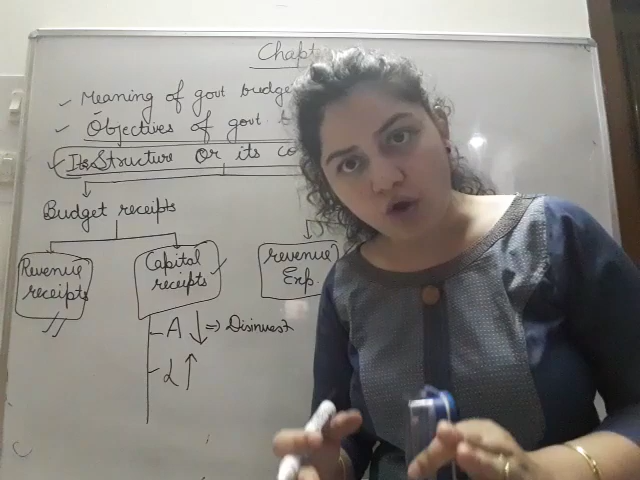 Chapt
✓ Meaning of govt budge
✓ Objectives of govt b
✓ Its Structure Or its co
Budget receipts
Revenue receipts
Capital receipts ✓
revenue Exp.
A ↓ ⇒ Disinvest
L ↑